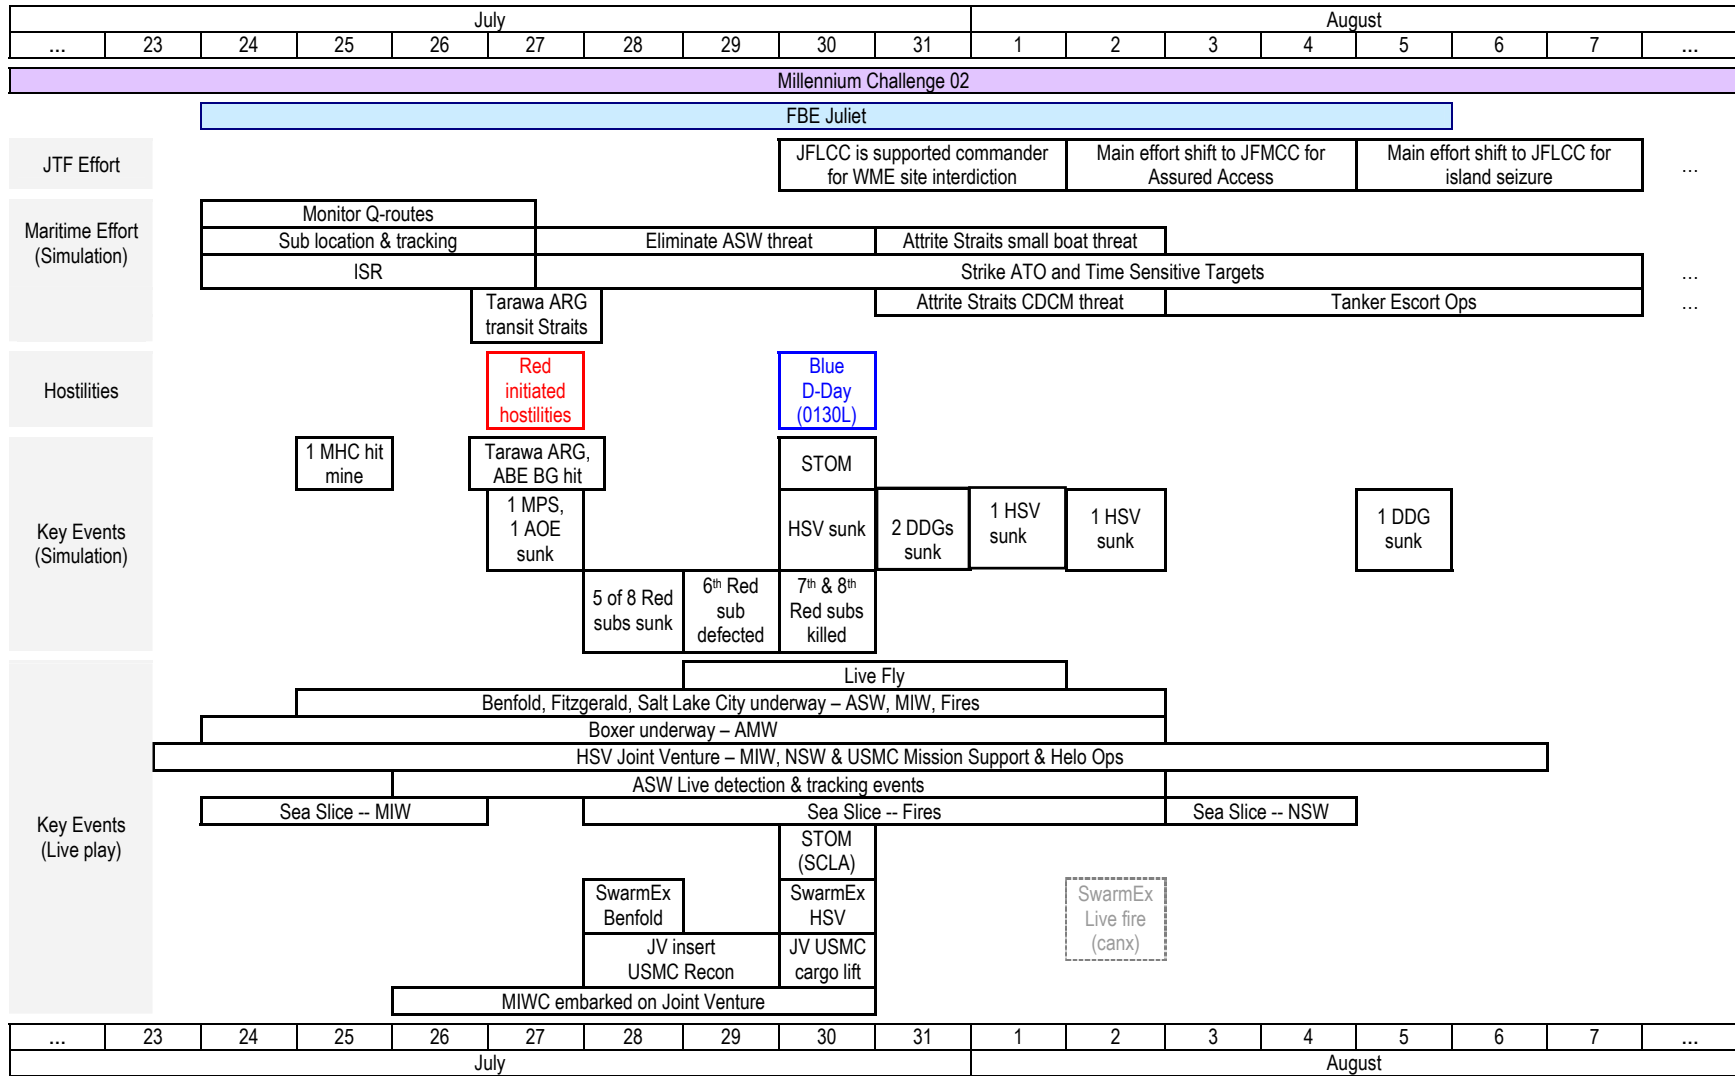 July August
... 23 24 25 26 27 28 29 30 31 1 2 3 4 5 6 7 ...
Millennium Challenge 02
FBE Juliet
JTF Effort
JFLCC is supported commander
for WME site interdiction
Main effort shift to JFMCC for
Assured Access
Main effort shift to JFLCC for
island seizure
...
Maritime Effort
(Simulation)
Monitor Q-routes
Sub location & tracking
Eliminate ASW threat
Attrite Straits small boat threat
ISR
Strike ATO and Time Sensitive Targets
...
Tarawa ARG
transit Straits
Attrite Straits CDCM threat
Tanker Escort Ops
...
Hostilities
Red
initiated
hostilities
Blue
D-Day
(0130L)
Key Events
(Simulation)
1 MHC hit
mine
Tarawa ARG,
ABE BG hit
STOM
1 MPS,
1 AOE
sunk
HSV sunk
2 DDGs
sunk
1 HSV
sunk
1 HSV
sunk
1 DDG
sunk
5 of 8 Red
subs sunk
6th Red
sub
defected
7th & 8th
Red subs
killed
Key Events
(Live play)
Live Fly
Benfold, Fitzgerald, Salt Lake City underway – ASW, MIW, Fires
Boxer underway – AMW
HSV Joint Venture – MIW, NSW & USMC Mission Support & Helo Ops
ASW Live detection & tracking events
Sea Slice -- MIW
Sea Slice -- Fires
Sea Slice -- NSW
STOM
(SCLA)
SwarmEx
Benfold
SwarmEx
HSV
SwarmEx
Live fire
(canx)
JV insert
USMC Recon
JV USMC
cargo lift
MIWC embarked on Joint Venture
... 23 24 25 26 27 28 29 30 31 1 2 3 4 5 6 7 ...
July August